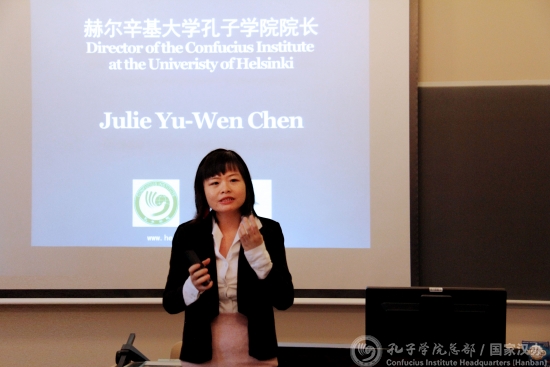 赫尔辛基大学孔子学院院长
Director of the Confucius Institute
at the Univeristy of Helsinki
Julie Yu-Wen Chen
孔子学院总部 / 国家汉办
Confucius Institute Headquarters (Hanban)